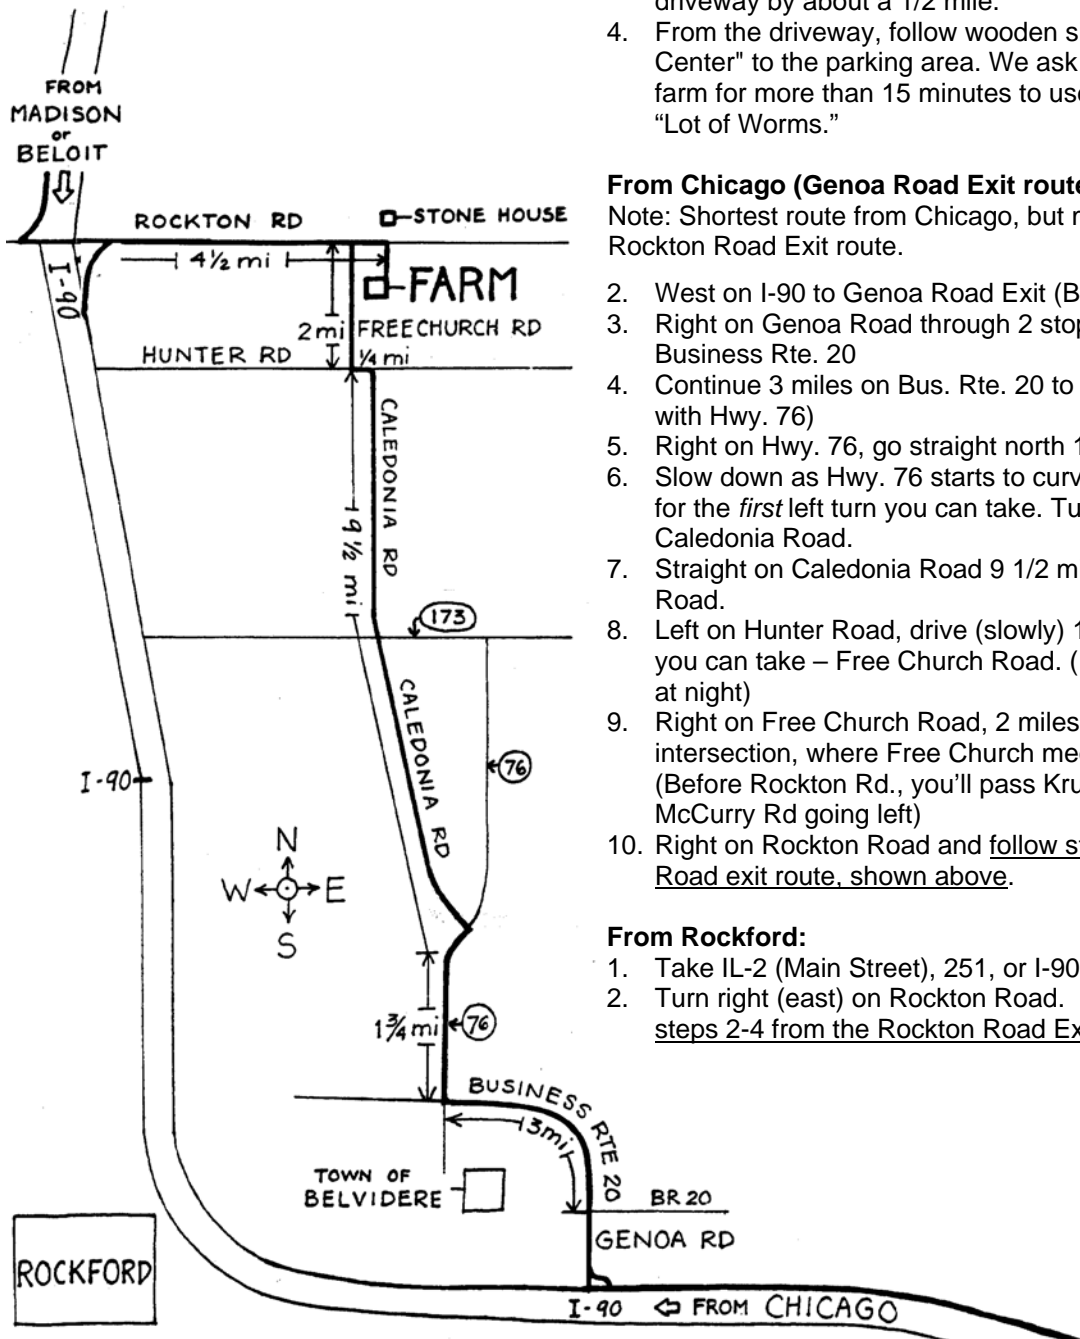 FROM
MADISON
or
BELOIT
ROCKTON RD
STONE HOUSE
I-90
4½ mi
FARM
2 mi
FREECHURCH RD
HUNTER RD
¼ mi
CALEDONIA RD
9½ mi
173
CALEDONIA RD
76
I-90
N
W E
S
1¾ mi
76
BUSINESS RTE 20
3mi
TOWN OF
BELVIDERE
BR 20
GENOA RD
ROCKFORD
I-90 FROM CHICAGO
driveway by about a 1/2 mile.
4. From the driveway, follow wooden s
Center" to the parking area. We ask
farm for more than 15 minutes to use
“Lot of Worms.”
From Chicago (Genoa Road Exit route
Note: Shortest route from Chicago, but
Rockton Road Exit route.
2. West on I-90 to Genoa Road Exit (B
3. Right on Genoa Road through 2 stop
Business Rte. 20
4. Continue 3 miles on Bus. Rte. 20 to
with Hwy. 76)
5. Right on Hwy. 76, go straight north 1
6. Slow down as Hwy. 76 starts to curv
for the first left turn you can take. Tu
Caledonia Road.
7. Straight on Caledonia Road 9 1/2 m
Road.
8. Left on Hunter Road, drive (slowly) 1
you can take – Free Church Road. (
at night)
9. Right on Free Church Road, 2 miles
intersection, where Free Church me
(Before Rockton Rd., you’ll pass Kru
McCurry Rd going left)
10. Right on Rockton Road and follow s
Road exit route, shown above.
From Rockford:
1. Take IL-2 (Main Street), 251, or I-90
2. Turn right (east) on Rockton Road.
steps 2-4 from the Rockton Road Ex